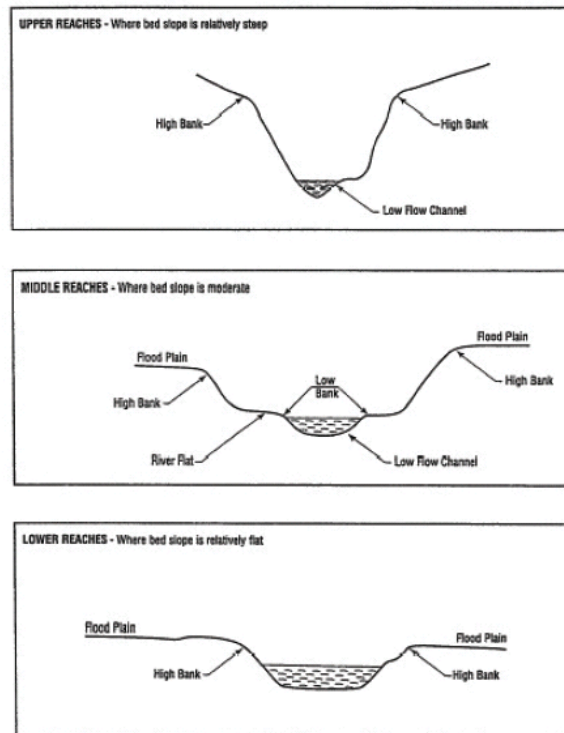 UPPER REACHES - Where bed slope is relatively steep
High Bank
High Bank
Low Flow Channel
MIDDLE REACHES - Where bed slope is moderate
Flood Plain
Flood Plain
High Bank
Low
Bank
High Bank
River Flat
Low Flow Channel
LOWER REACHES - Where bed slope is relatively flat
Flood Plain
Flood Plain
High Bank
High Bank